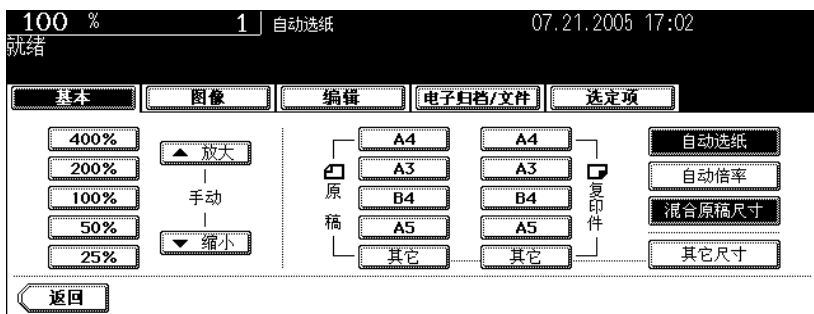 100 % 1 自动选纸 07.21.2005 17:02
就绪
基本 图像 编辑 电子归档/文件 选定项
400% 放大 A4 A4 自动选纸
200% A3 A3 自动倍率
100% 手动 原稿 B4 B4 复印件 混合原稿尺寸
50% 缩小 A5 A5
25% 其它 其它 其它尺寸
返回